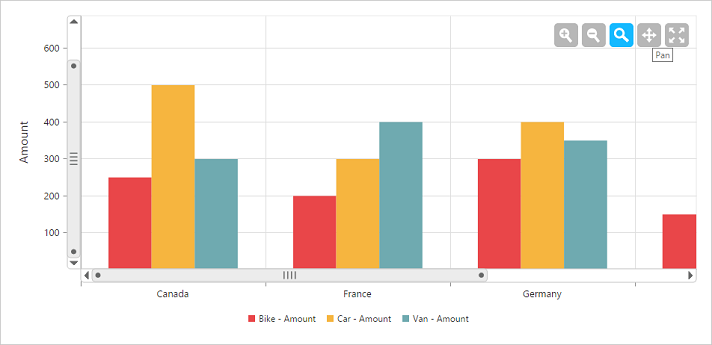 Pan
Amount
600
500
400
300
200
100
Canada France Germany
Bike - Amount Car - Amount Van - Amount